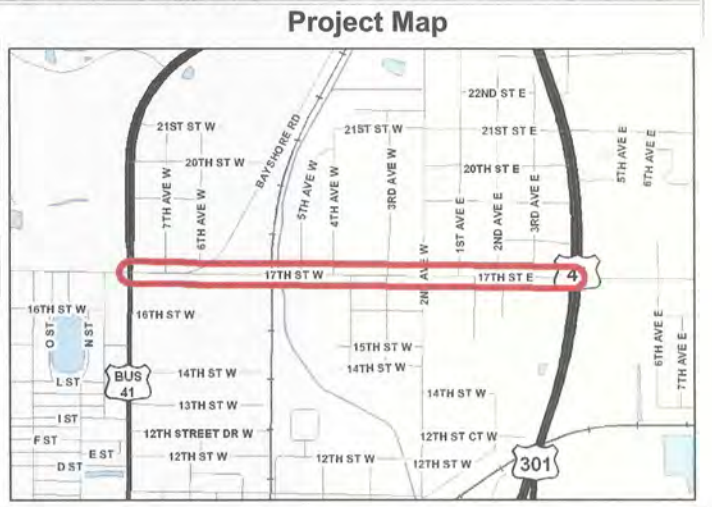 Project Map
22ND ST E
21ST ST W
21ST ST W
21ST ST E
20TH ST W
20TH ST E
BAYSHORE RD
7TH AVE W
6TH AVE W
5TH AVE W
4TH AVE W
3RD AVE W
2ND AVE W
1ST AVE E
2ND AVE E
3RD AVE E
5TH AVE E
6TH AVE E
17TH ST W
17TH ST E
4
16TH ST W
16TH ST W
O ST
N ST
15TH ST W
14TH ST W
14TH ST W
L ST
BUS
41
14TH ST W
13TH ST W
I ST
12TH STREET DR W
12TH ST CT W
F ST
E ST
12TH ST W
12TH ST W
12TH ST W
D ST
301
6TH AVE E
7TH AVE E